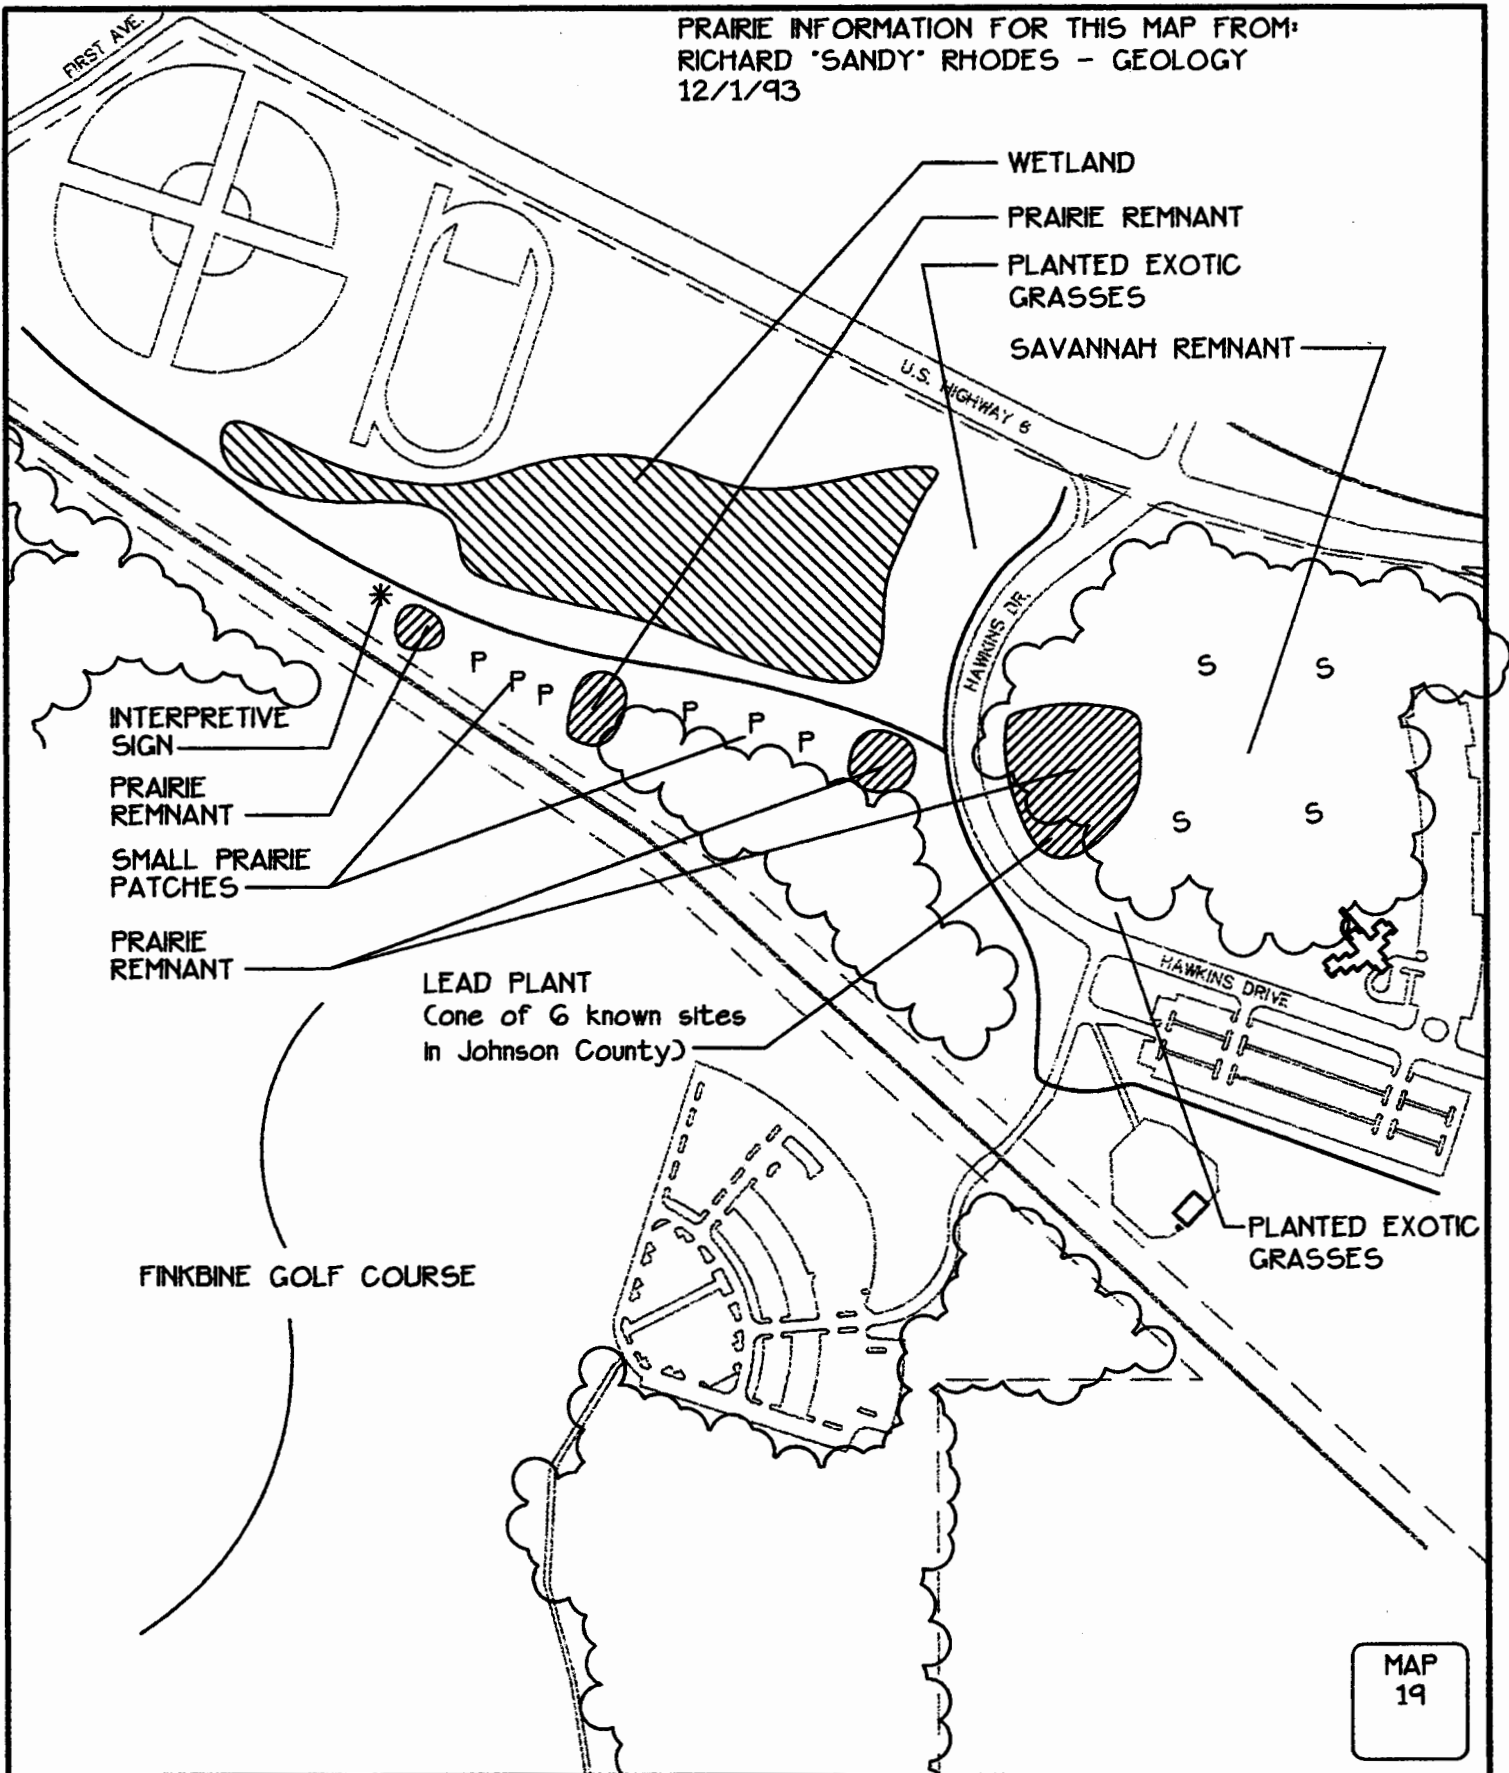 PRAIRIE INFORMATION FOR THIS MAP FROM:
RICHARD "SANDY" RHODES - GEOLOGY
12/1/93
FIRST AVE.
WETLAND
PRAIRIE REMNANT
PLANTED EXOTIC
GRASSES
SAVANNAH REMNANT
U.S. HIGHWAY 6
HAWKINS DR.
S S
P
P
P
P
P
P
S S
INTERPRETIVE
SIGN
PRAIRIE
REMNANT
SMALL PRAIRIE
PATCHES
PRAIRIE
REMNANT
LEAD PLANT
Cone of 6 known sites
in Johnson County)
HAWKINS DRIVE
PLANTED EXOTIC
GRASSES
FINKBINE GOLF COURSE
MAP
19